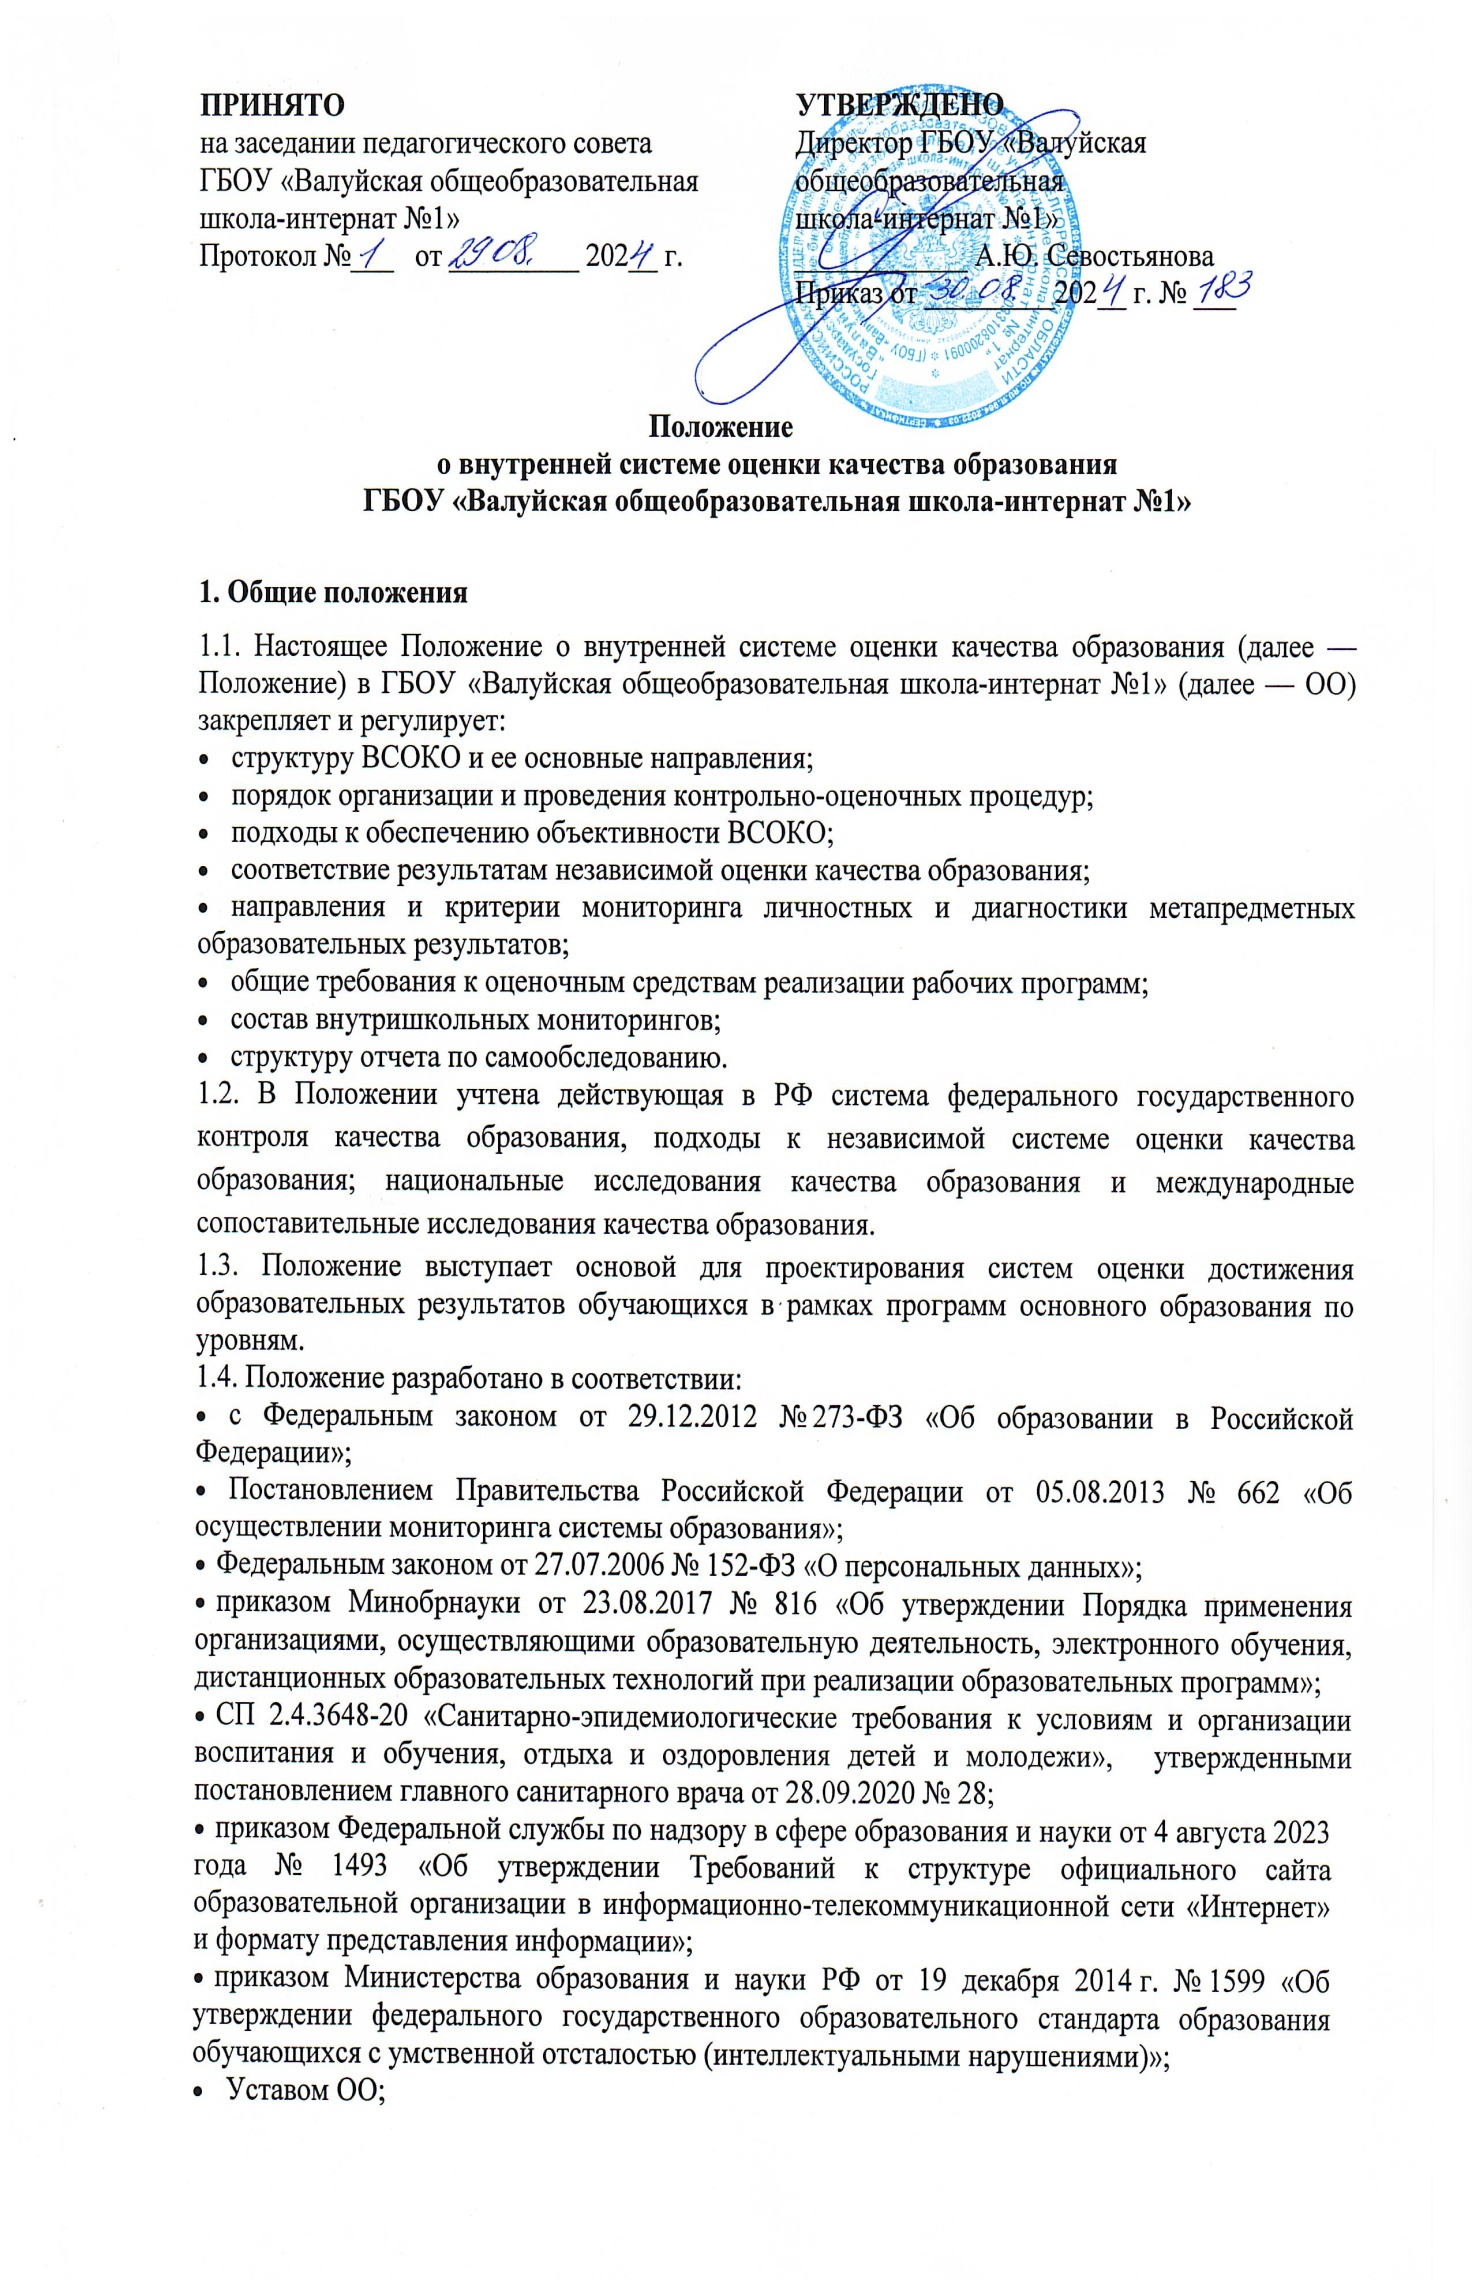 ПРИНЯТО
на заседании педагогического совета
ГБОУ «Валуйская общеобразовательная
школа-интернат №1»
Протокол № 1 от 29.08. 2024 г.
УТВЕРЖДЕНО
Директор ГБОУ «Валуйская
общеобразовательная
школа-интернат №1»
А.Ю. Севостьянова
Приказ от 30.08. 2024 г. № 183
Положение
о внутренней системе оценки качества образования
ГБОУ «Валуйская общеобразовательная школа-интернат №1»
1. Общие положения
1.1. Настоящее Положение о внутренней системе оценки качества образования (далее —
Положение) в ГБОУ «Валуйская общеобразовательная школа-интернат №1» (далее — ОО)
закрепляет и регулирует:
• структуру ВСОКО и ее основные направления;
• порядок организации и проведения контрольно-оценочных процедур;
• подходы к обеспечению объективности ВСОКО;
• соответствие результатам независимой оценки качества образования;
• направления и критерии мониторинга личностных и диагностики метапредметных
образовательных результатов;
• общие требования к оценочным средствам реализации рабочих программ;
• состав внутришкольных мониторингов;
• структуру отчета по самообследованию.
1.2. В Положении учтена действующая в РФ система федерального государственного
контроля качества образования, подходы к независимой системе оценки качества
образования; национальные исследования качества образования и международные
сопоставительные исследования качества образования.
1.3. Положение выступает основой для проектирования систем оценки достижения
образовательных результатов обучающихся в рамках программ основного образования по
уровням.
1.4. Положение разработано в соответствии:
• с Федеральным законом от 29.12.2012 №273-ФЗ «Об образовании в Российской
Федерации»;
• Постановлением Правительства Российской Федерации от 05.08.2013 № 662 «Об
осуществлении мониторинга системы образования»;
• Федеральным законом от 27.07.2006 № 152-ФЗ «О персональных данных»;
• приказом Минобрнауки от 23.08.2017 № 816 «Об утверждении Порядка применения
организациями, осуществляющими образовательную деятельность, электронного обучения,
дистанционных образовательных технологий при реализации образовательных программ»;
• СП 2.4.3648-20 «Санитарно-эпидемиологические требования к условиям и организации
воспитания и обучения, отдыха и оздоровления детей и молодежи», утвержденными
постановлением главного санитарного врача от 28.09.2020 № 28;
• приказом Федеральной службы по надзору в сфере образования и науки от 4 августа 2023
года № 1493 «Об утверждении Требований к структуре официального сайта
образовательной организации в информационно-телекоммуникационной сети «Интернет»
и формату представления информации»;
• приказом Министерства образования и науки РФ от 19 декабря 2014 г. № 1599 «Об
утверждении федерального государственного образовательного стандарта образования
обучающихся с умственной отсталостью (интеллектуальными нарушениями)»;
• Уставом ОО;